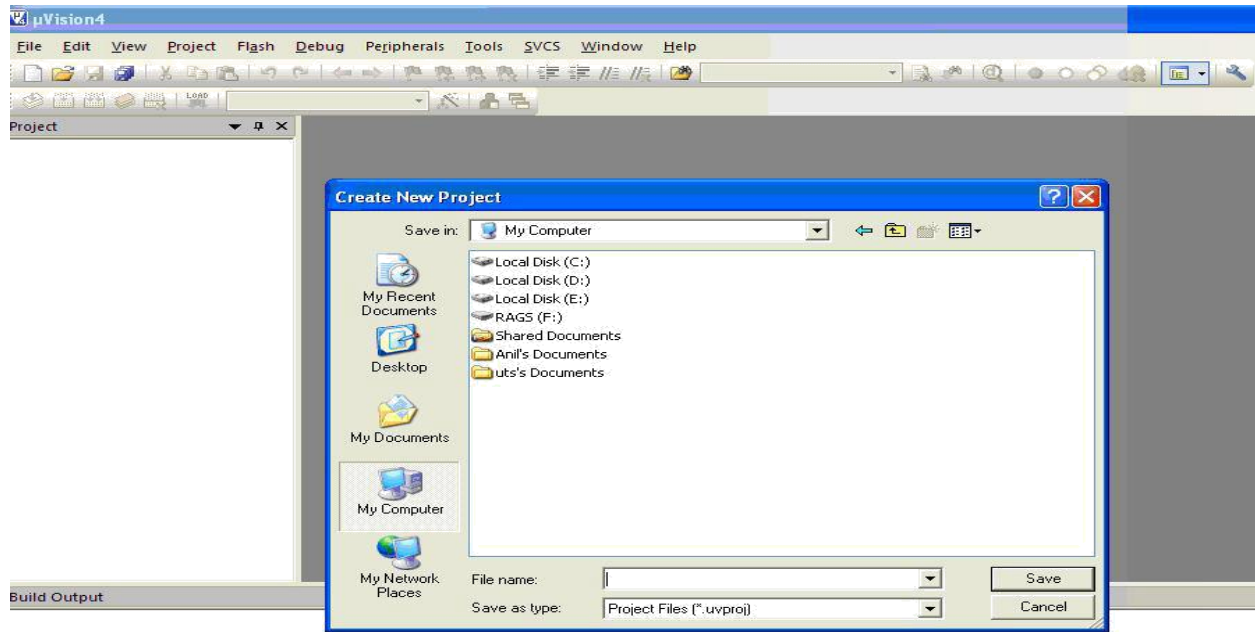 µVision4
File Edit View Project Flash Debug Peripherals Tools SVCS Window Help
LOAD
Project
Create New Project
Save in: My Computer
Local Disk (C:)
Local Disk (D:)
Local Disk (E:)
RAGS (F:)
Shared Documents
Anil's Documents
uts's Documents
My Recent
Documents
Desktop
My Documents
My Computer
My Network
Places
File name:
Save
Save as type: Project Files (*.uvproj)
Cancel
Build Output